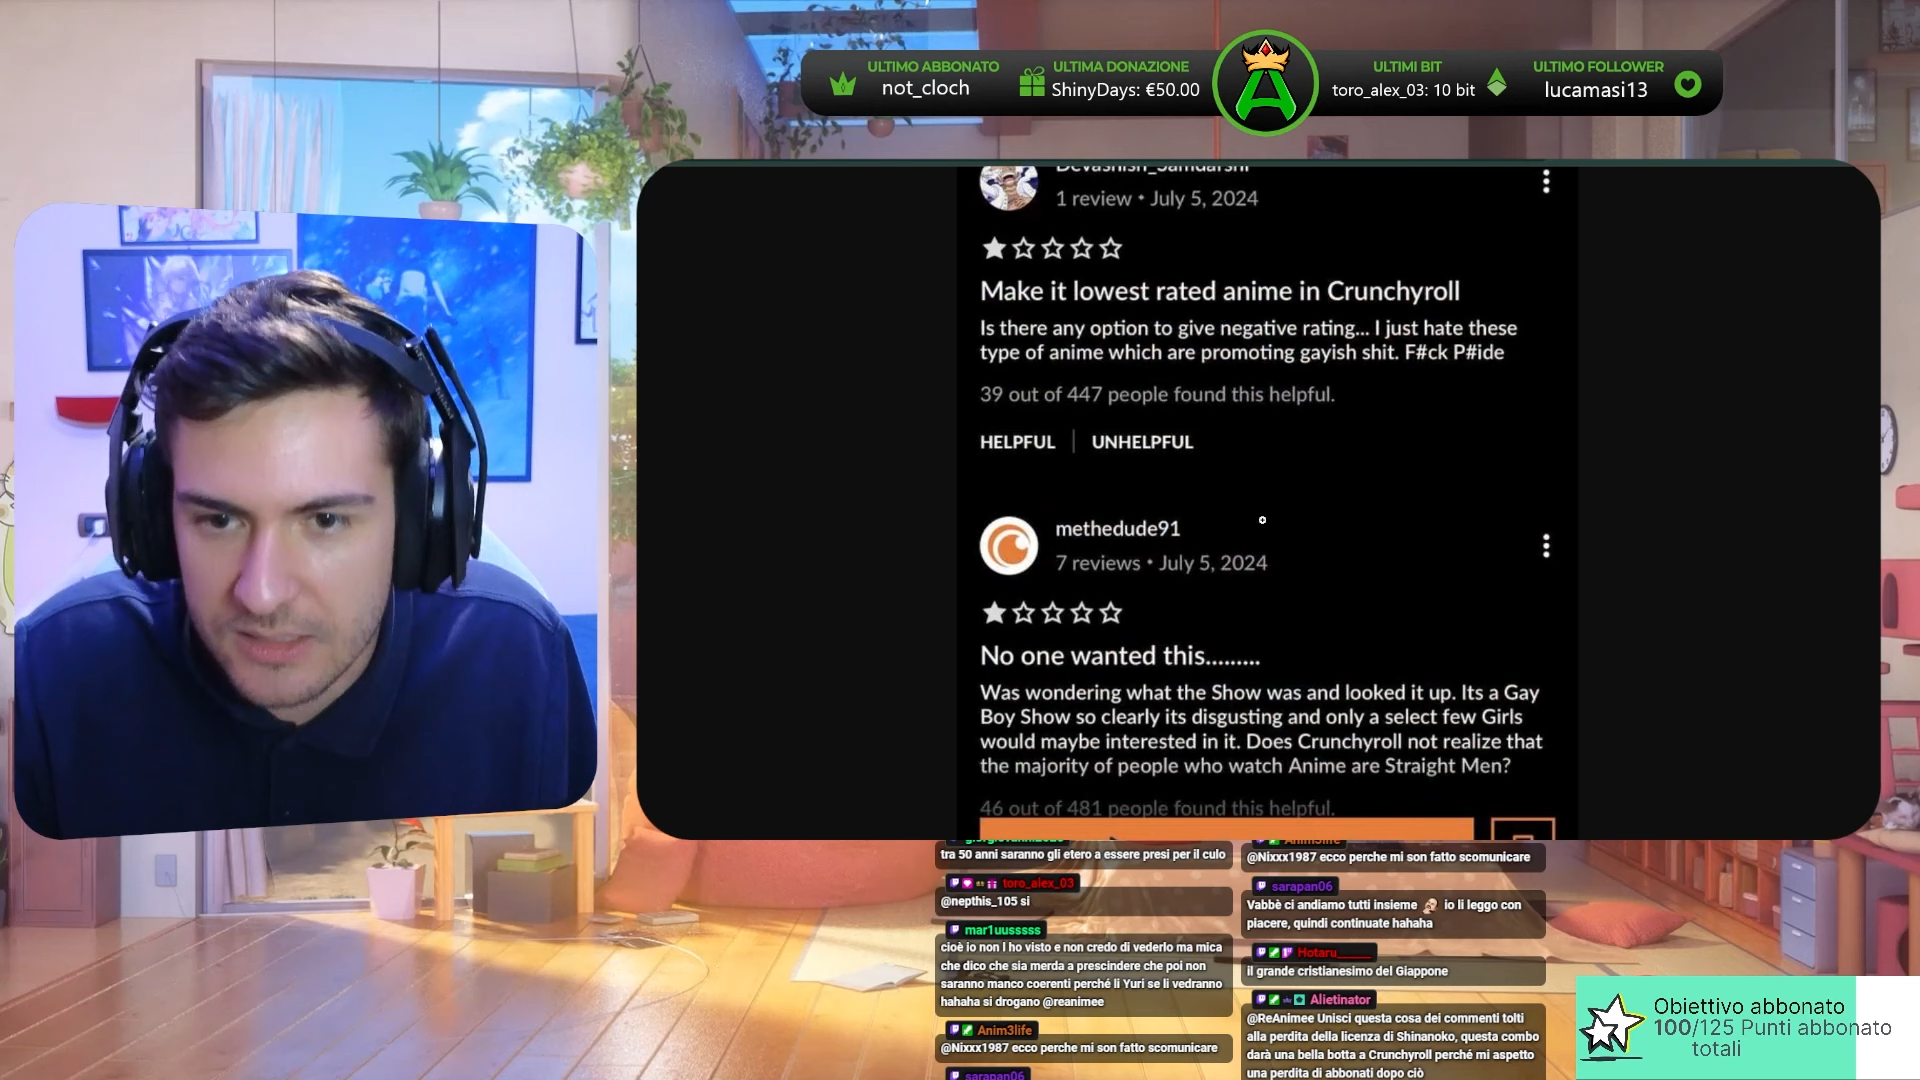 ULTIMO ABBONATO
not_cloch
ULTIMA DONAZIONE
ShinyDays: €50.00
ULTIMI BIT
toro_alex_03: 10 bit
ULTIMO FOLLOWER
lucamasi13
Devashish_Samdarshi
1 review • July 5, 2024
Make it lowest rated anime in Crunchyroll
Is there any option to give negative rating... I just hate these
type of anime which are promoting gayish shit. F#ck P#ide
39 out of 447 people found this helpful.
HELPFUL | UNHELPFUL
methedude91
7 reviews • July 5, 2024
No one wanted this.........
Was wondering what the Show was and looked it up. Its a Gay
Boy Show so clearly its disgusting and only a select few Girls
would maybe interested in it. Does Crunchyroll not realize that
the majority of people who watch Anime are Straight Men?
46 out of 481 people found this helpful.
tra 50 anni saranno gli etero a essere presi per il culo
toro_alex_03
@nepthis_105 si
mar1uusssss
cioè io non l ho visto e non credo di vederlo ma mica
che dico che sia merda a prescindere che poi non
saranno manco coerenti perché li Yuri se li vedranno
hahaha si drogano @reanimee
Anim3life
@Nixxx1987 ecco perche mi son fatto scomunicare
sarapan06
Anim3life
@Nixxx1987 ecco perche mi son fatto scomunicare
sarapan06
Vabbè ci andiamo tutti insieme io li leggo con
piacere, quindi continuate hahaha
Hotaru______
il grande cristianesimo del Giappone
Alietinator
@ReAnimee Unisci questa cosa dei commenti tolti
alla perdita della licenza di Shinanoko, questa combo
darà una bella botta a Crunchyroll perché mi aspetto
una perdita di abbonati dopo ciò
Obiettivo abbonato
100/125 Punti abbonato
totali